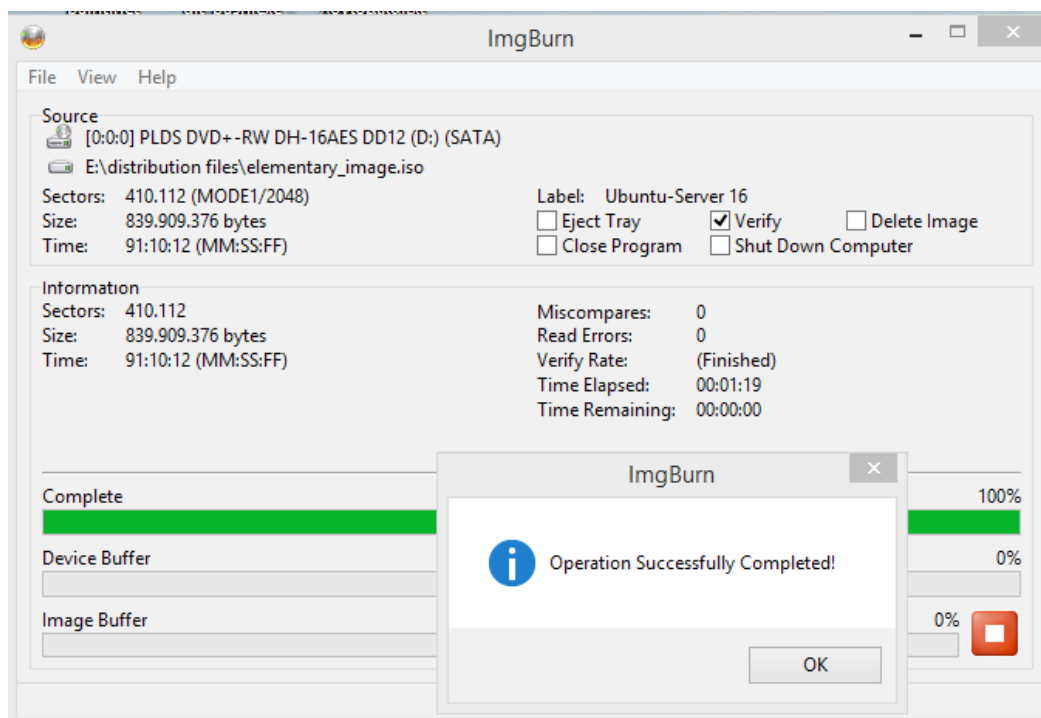 ImgBurn
File View Help
Source
[0:0:0] PLDS DVD+-RW DH-16AES DD12 (D:) (SATA)
E:\distribution files\elementary_image.iso
Sectors: 410.112 (MODE1/2048)
Size: 839.909.376 bytes
Time: 91:10:12 (MM:SS:FF)
Label: Ubuntu-Server 16
Eject Tray Verify Delete Image
Close Program Shut Down Computer
Information
Sectors: 410.112
Size: 839.909.376 bytes
Time: 91:10:12 (MM:SS:FF)
Miscompares: 0
Read Errors: 0
Verify Rate: (Finished)
Time Elapsed: 00:01:19
Time Remaining: 00:00:00
Complete 100%
Device Buffer 0%
Image Buffer 0%
ImgBurn
Operation Successfully Completed!
OK